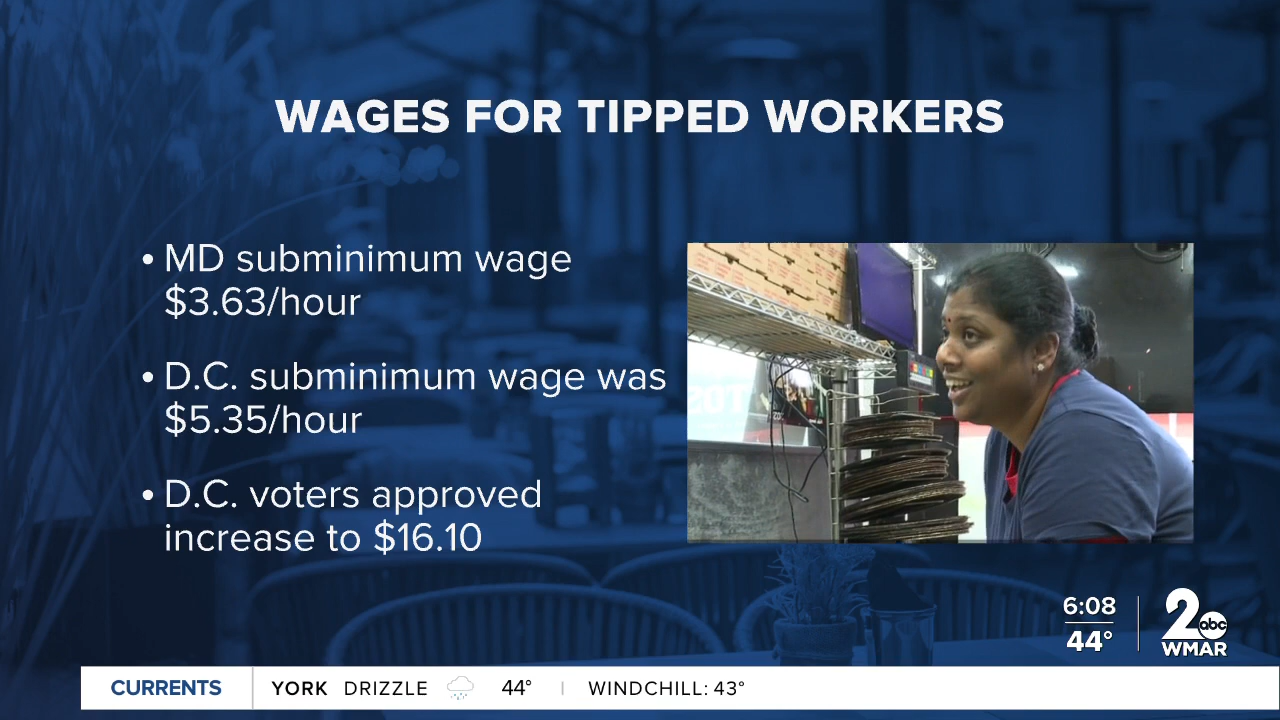 WAGES FOR TIPPED WORKERS
• MD subminimum wage
$3.63/hour
• D.C. subminimum wage was
$5.35/hour
• D.C. voters approved
increase to $16.10
6:08
44°
2
abc
WMAR
CURRENTS
YORK DRIZZLE 44° | WINDCHILL: 43°